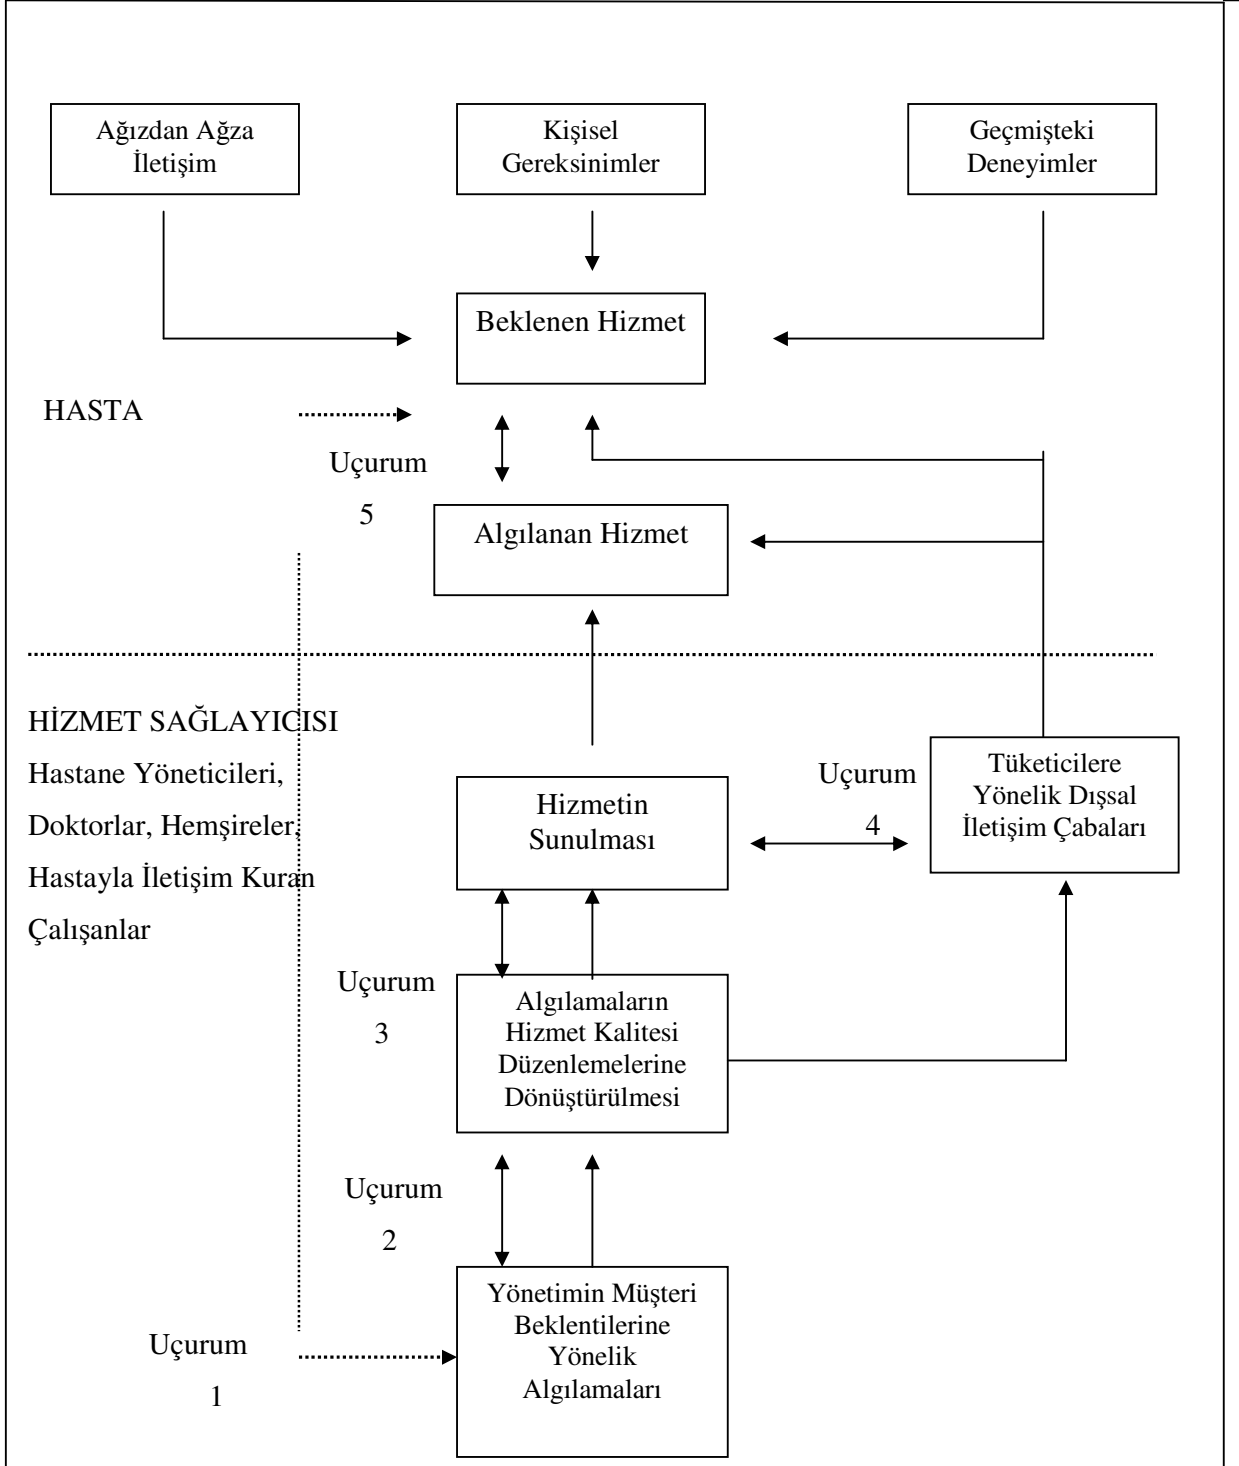 Ağızdan Ağza
İletişim
Kişisel
Gereksinimler
Geçmişteki
Deneyimler
Beklenen Hizmet
HASTA
Uçurum
5
Algılanan Hizmet
HİZMET SAĞLAYICISI
Hastane Yöneticileri,
Doktorlar, Hemşireler,
Hastayla İletişim Kuran
Çalışanlar
Hizmetin
Sunulması
Uçurum
4
Tüketicilere
Yönelik Dışsal
İletişim Çabaları
Uçurum
3
Algılamaların
Hizmet Kalitesi
Düzenlemelerine
Dönüştürülmesi
Uçurum
2
Yönetimin Müşteri
Beklentilerine
Yönelik
Algılamaları
Uçurum
1